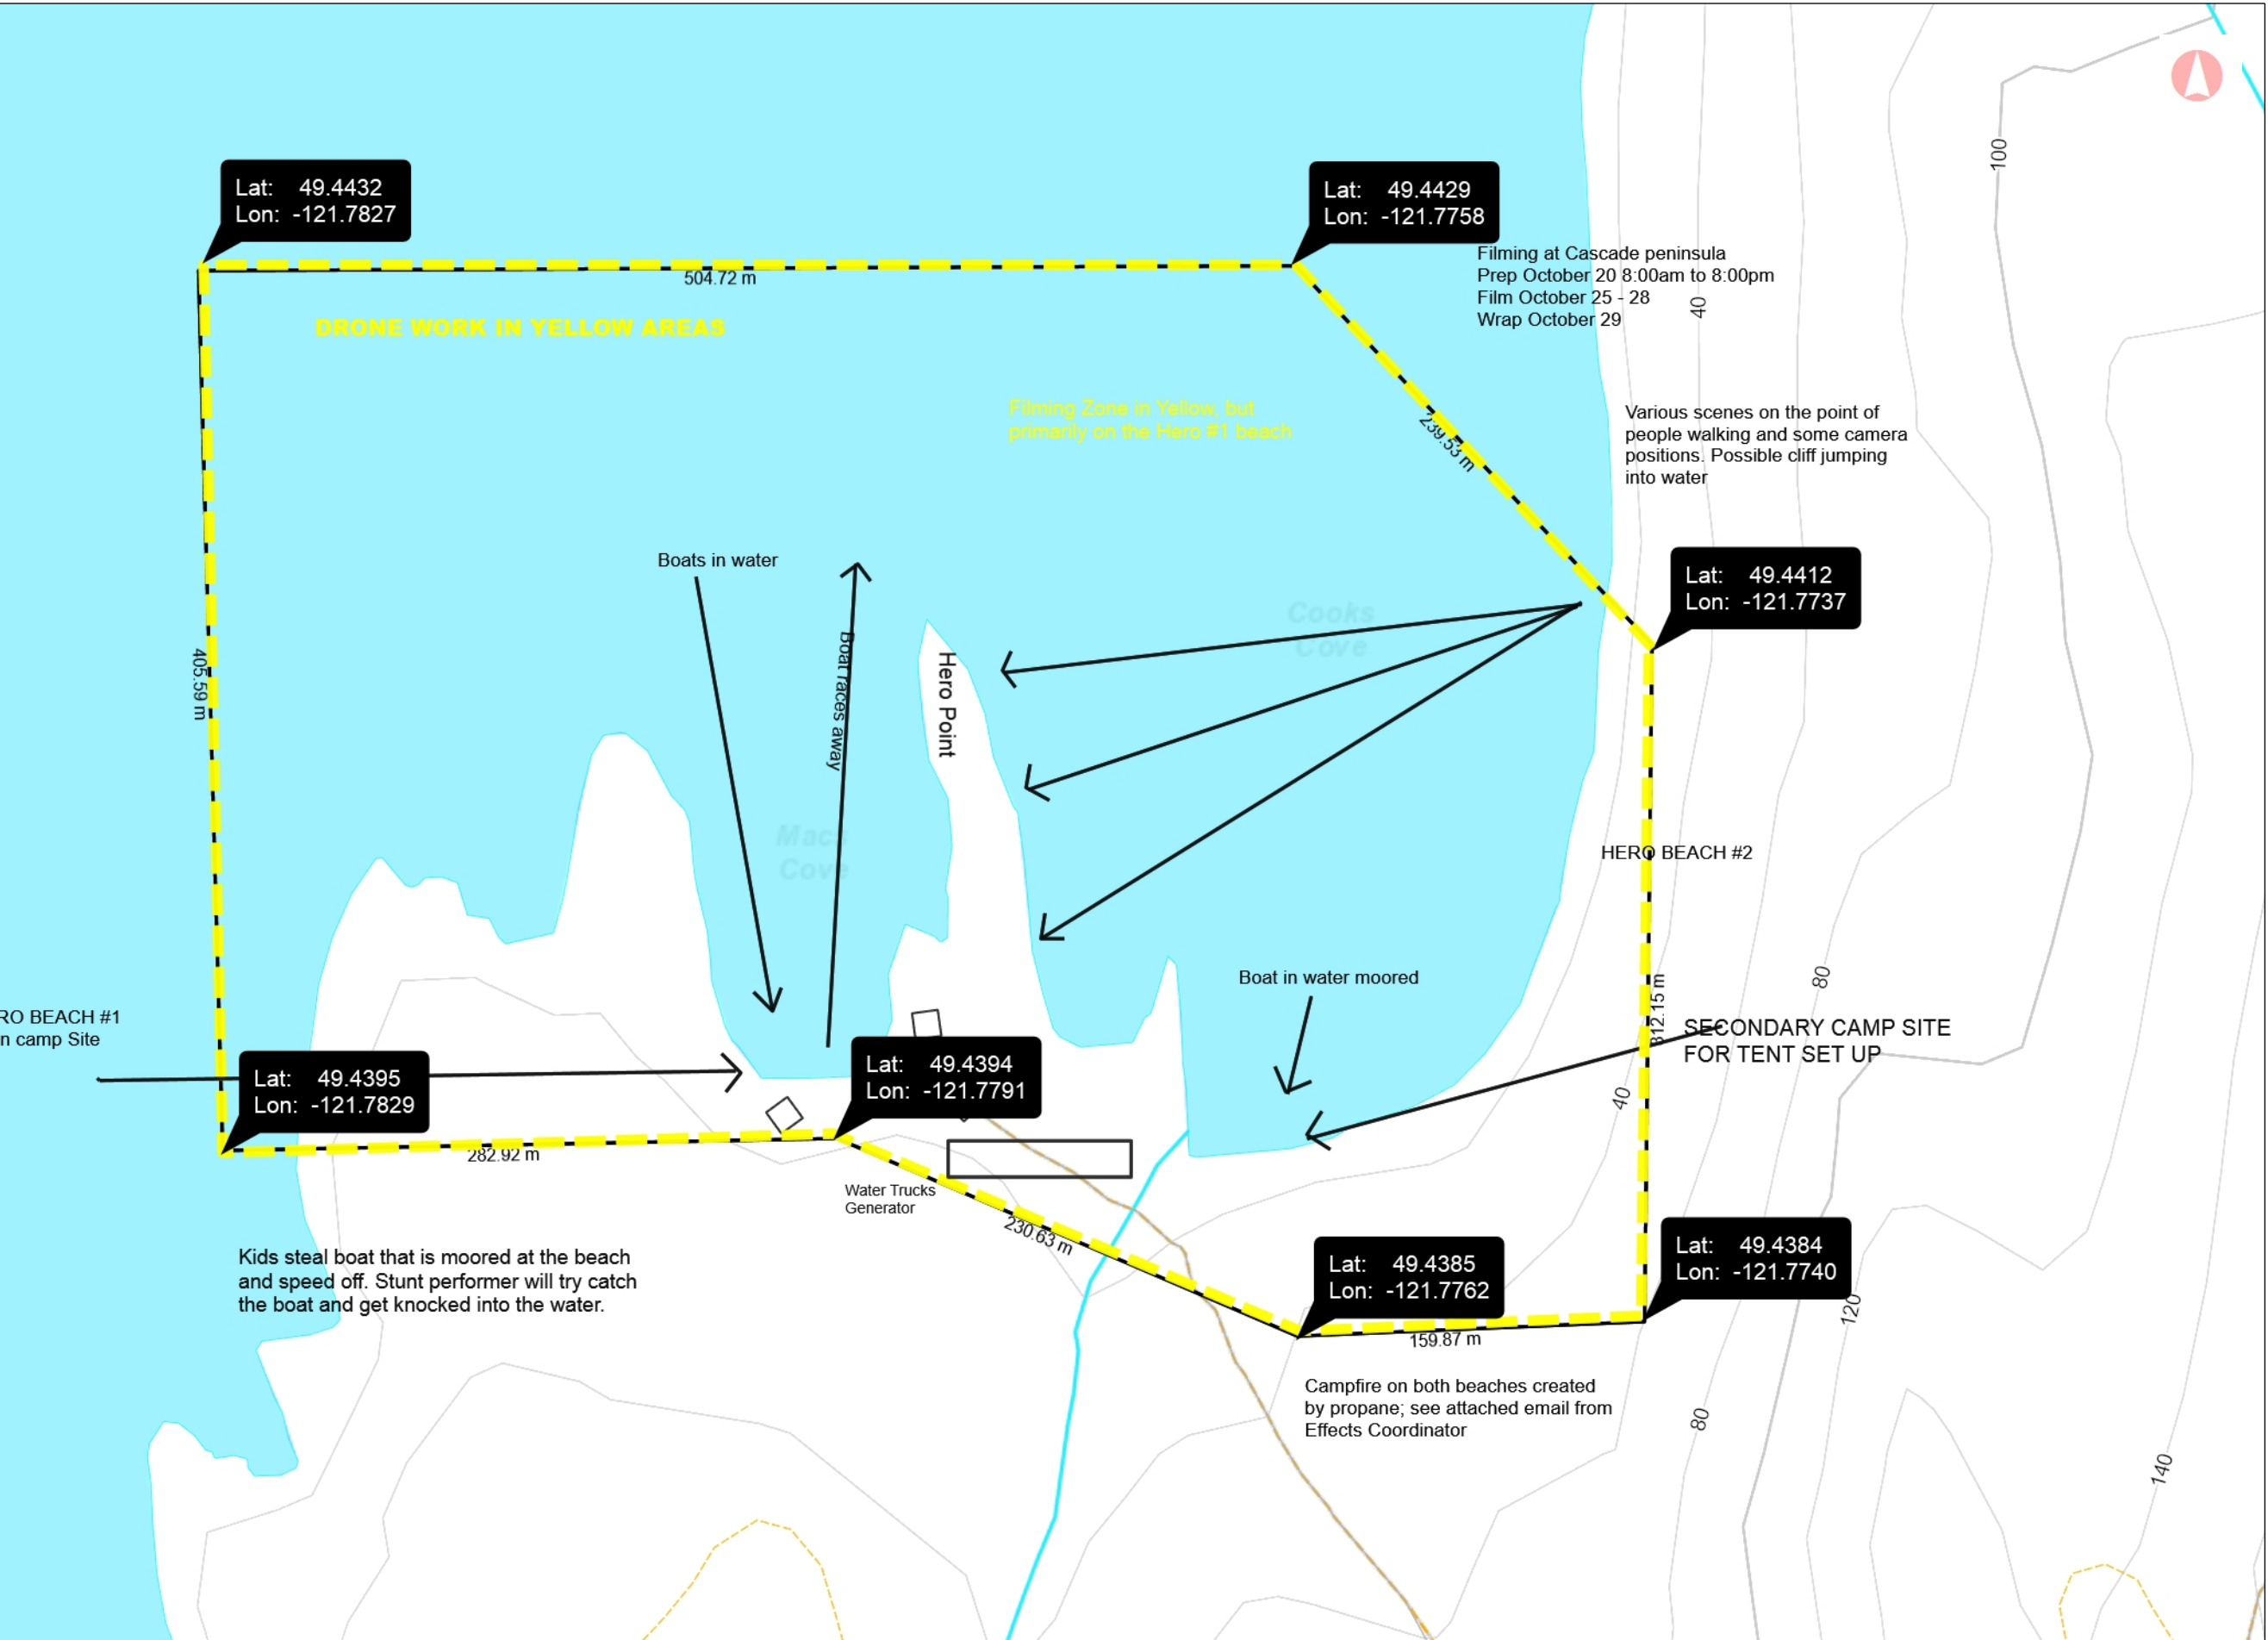 Lat: 49.4432
Lon: -121.7827
Lat: 49.4429
Lon: -121.7758
Filming at Cascade peninsula
Prep October 20 8:00am to 8:00pm
Film October 25 - 28
Wrap October 29
100
40
504.72 m
DRONE WORK IN YELLOW AREAS
Filming Zone in Yellow, but
primarily on the Hero #1 beach
239.53 m
Various scenes on the point of
people walking and some camera
positions. Possible cliff jumping
into water
Boats in water
Boat races away
Hero Point
Cooks
Cove
Lat: 49.4412
Lon: -121.7737
405.59 m
Macs
Cove
HERO BEACH #2
Boat in water moored
80
312.15 m
RO BEACH #1
n camp Site
SECONDARY CAMP SITE
FOR TENT SET UP
Lat: 49.4395
Lon: -121.7829
Lat: 49.4394
Lon: -121.7791
40
282.92 m
Water Trucks
Generator
230.63 m
Kids steal boat that is moored at the beach
and speed off. Stunt performer will try catch
the boat and get knocked into the water.
Lat: 49.4385
Lon: -121.7762
Lat: 49.4384
Lon: -121.7740
120
159.87 m
Campfire on both beaches created
by propane; see attached email from
Effects Coordinator
80
140